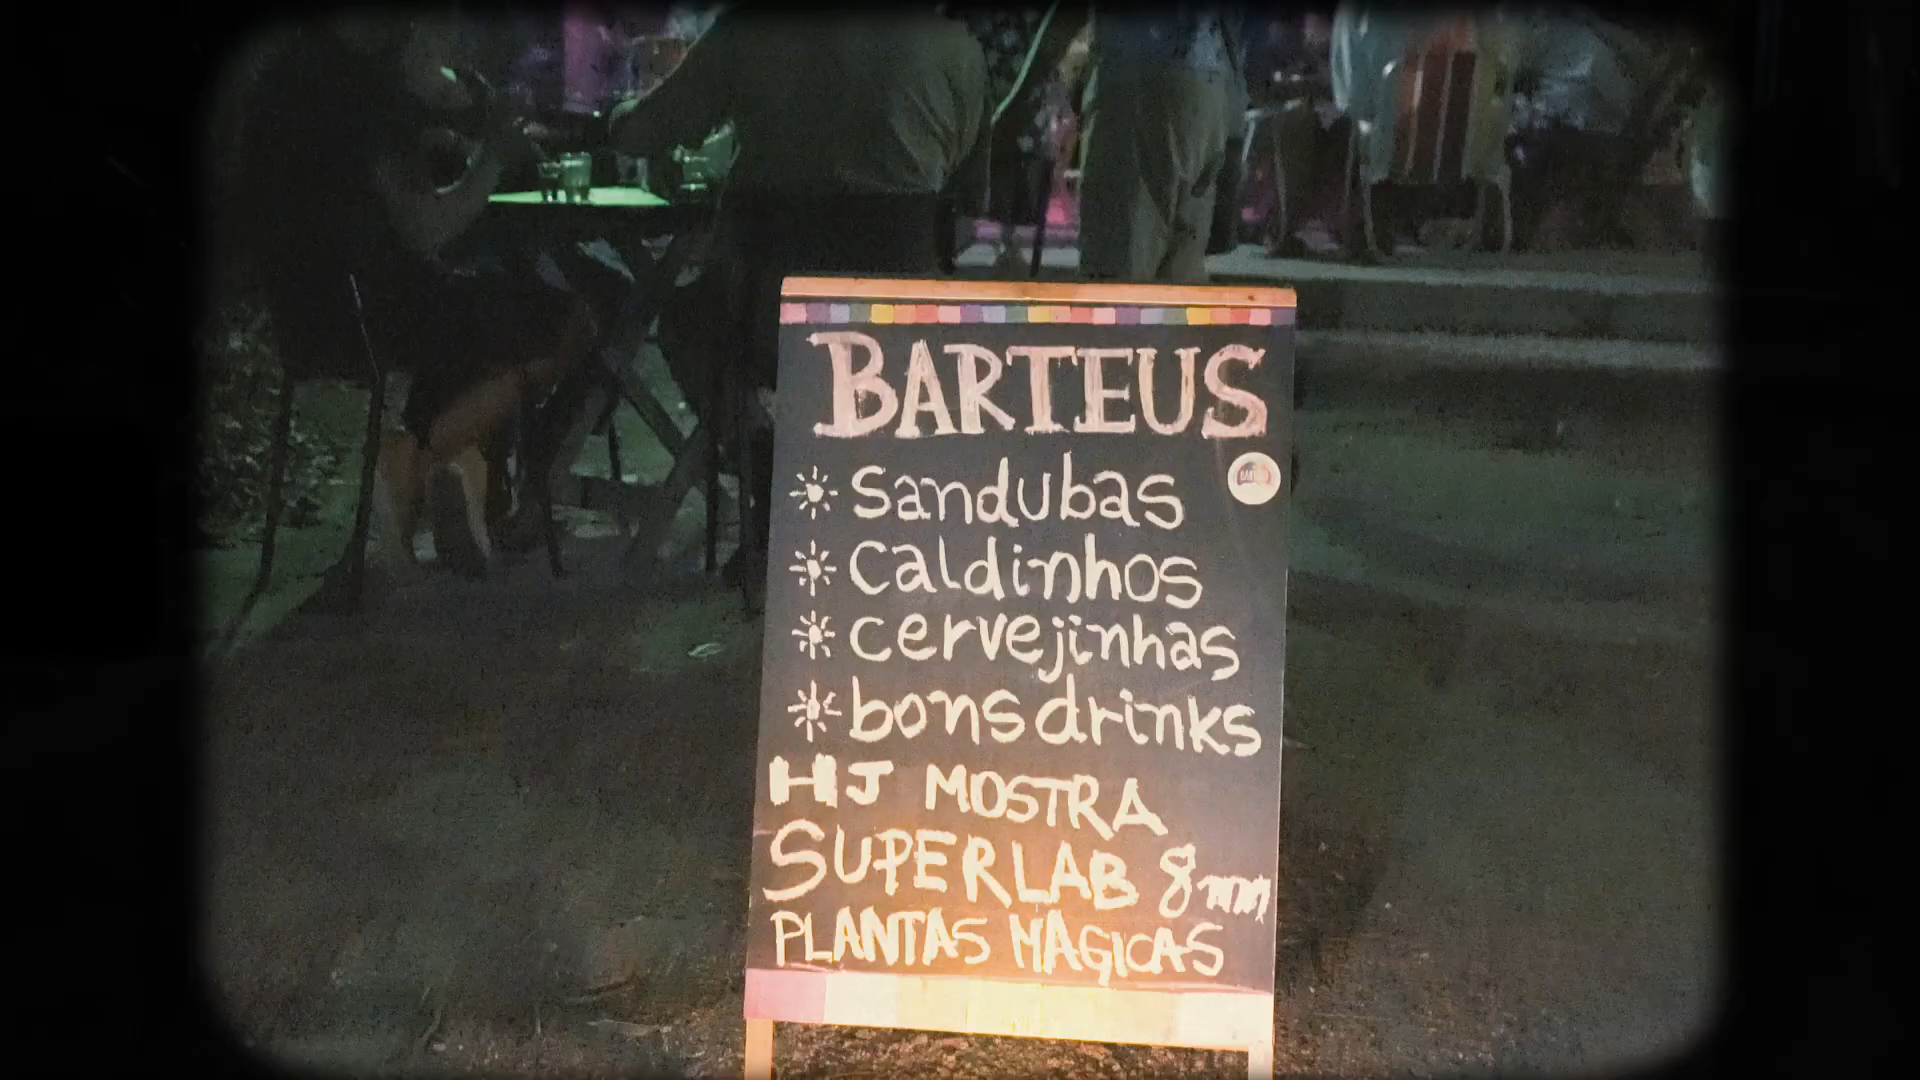 BARTEUS
sandubas
caldinhos
cervejinhas
bons drinks
HJ MOSTRA
SUPERLAB 8mm
PLANTAS MAGICAS